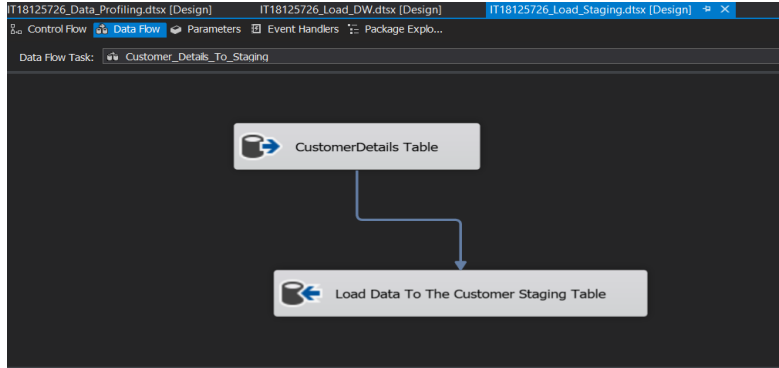 IT18125726_Data_Profiling.dtsx [Design] IT18125726_Load_DW.dtsx [Design] IT18125726_Load_Staging.dtsx [Design]
Control Flow Data Flow Parameters Event Handlers Package Explo...
Data Flow Task: Customer_Details_To_Staging
CustomerDetails Table
Load Data To The Customer Staging Table